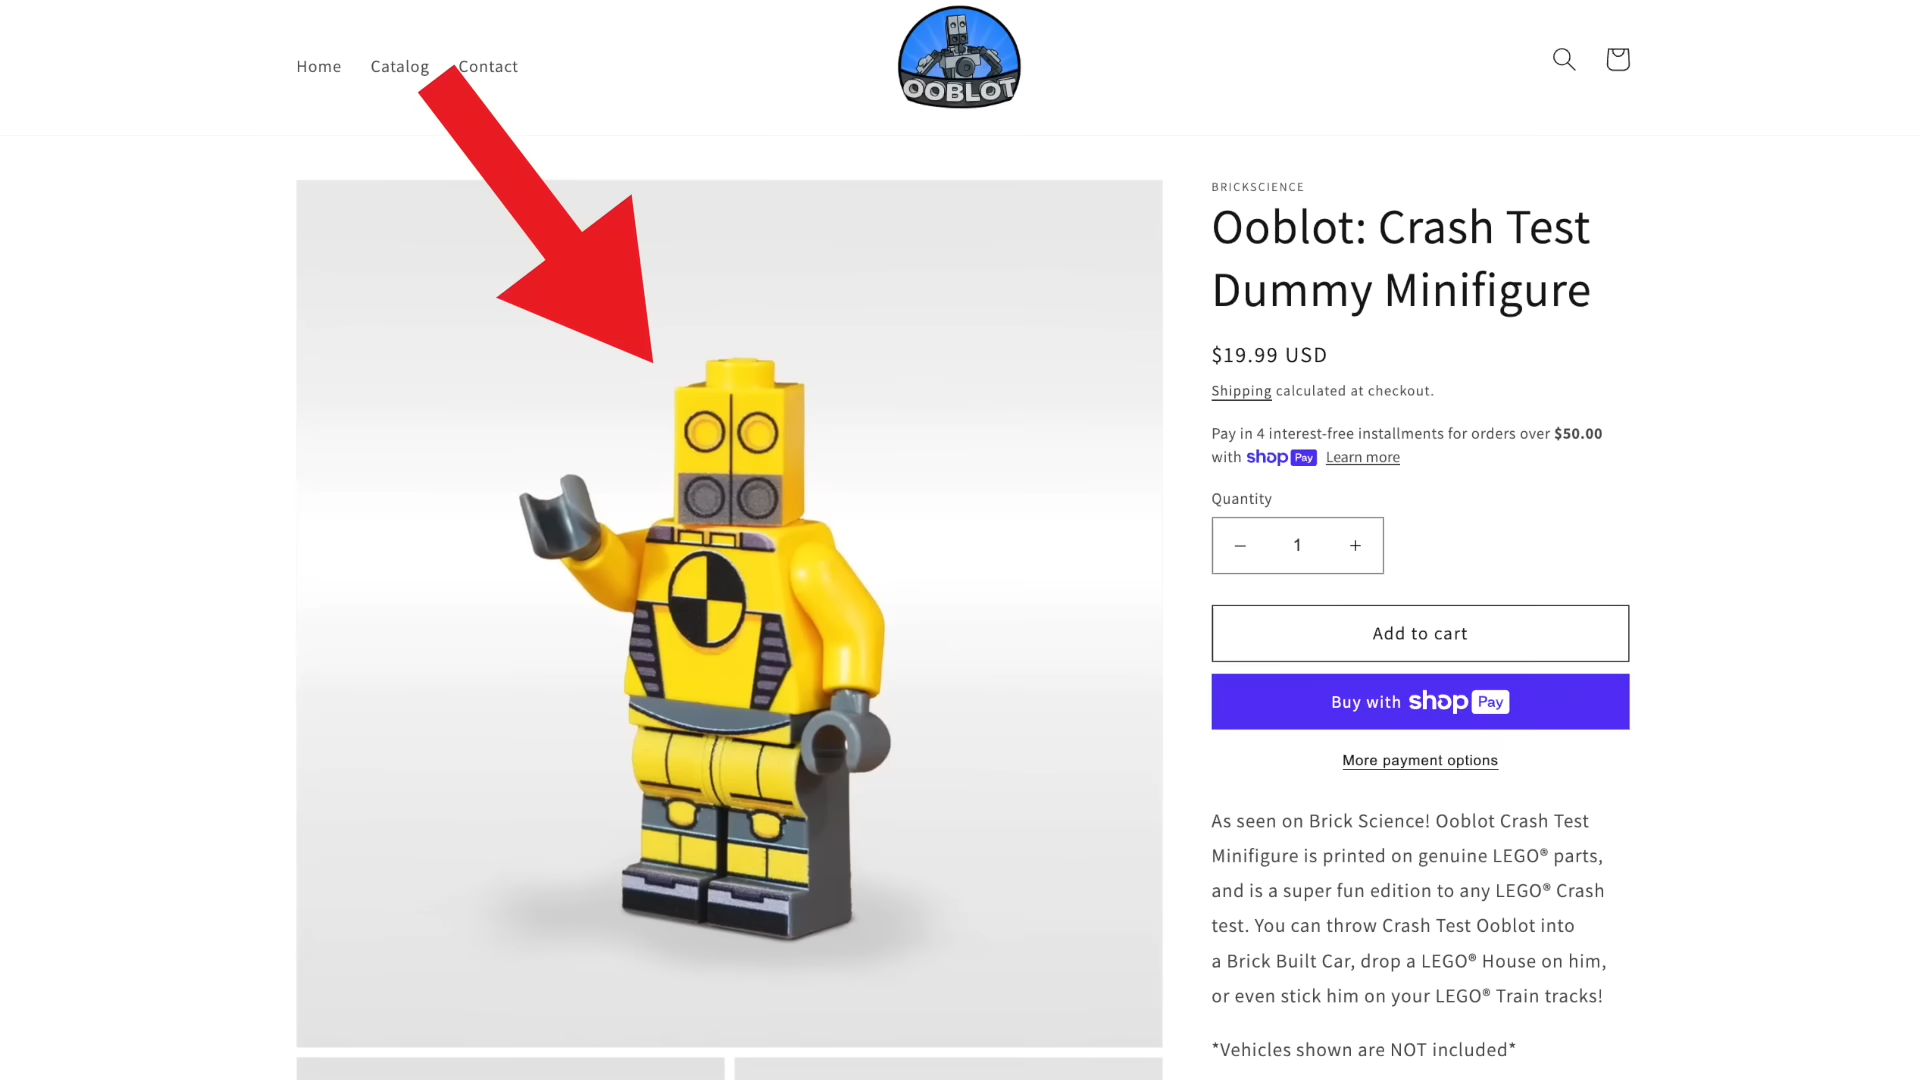 Home Catalog Contact
OOBLOT
BRICKSCIENCE
Ooblot: Crash Test
Dummy Minifigure
$19.99 USD
Shipping calculated at checkout.
Pay in 4 interest-free installments for orders over $50.00
with shop Pay Learn more
Quantity
− 1 +
Add to cart
Buy with shop Pay
More payment options
As seen on Brick Science! Ooblot Crash Test
Minifigure is printed on genuine LEGO® parts,
and is a super fun edition to any LEGO® Crash
test. You can throw Crash Test Ooblot into
a Brick Built Car, drop a LEGO® House on him,
or even stick him on your LEGO® Train tracks!
*Vehicles shown are NOT included*